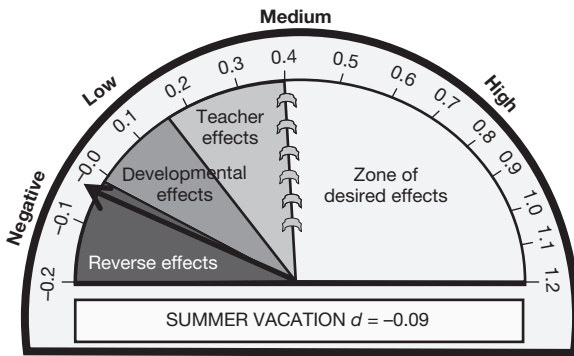 Medium
Low
High
Negative
-0.2
-0.1
-0.0
0.1
0.2
0.3
0.4
0.5
0.6
0.7
0.8
0.9
1.0
1.1
1.2
Teacher
effects
Developmental
effects
Zone of
desired effects
Reverse effects
SUMMER VACATION d = –0.09